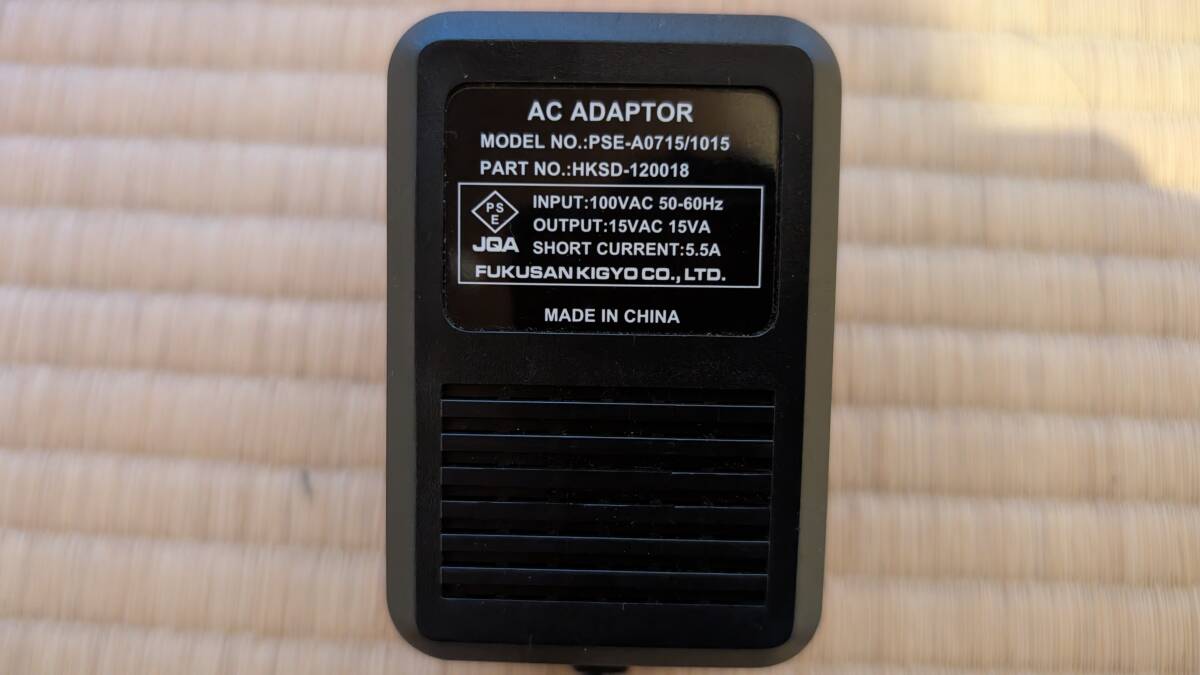 AC ADAPTOR
MODEL NO.:PSE-A0715/1015
PART NO.:HKSD-120018
PS
E
JQA
INPUT:100VAC 50-60Hz
OUTPUT:15VAC 15VA
SHORT CURRENT:5.5A
FUKUSAN KIGYO CO., LTD.
MADE IN CHINA